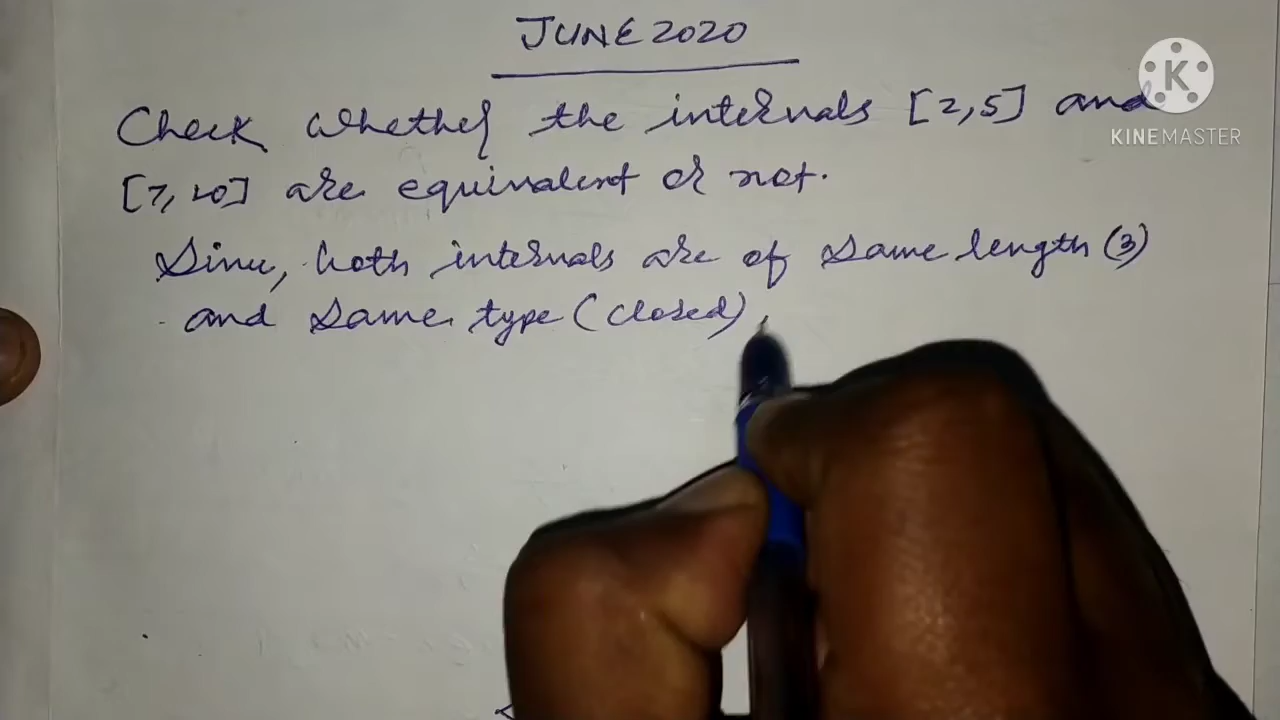 JUNE 2020
Check whether the intervals [2,5] and
[7,10] are equivalent or not.
Since, both intervals are of same length (3)
and same type (closed),
K
KINEMASTER